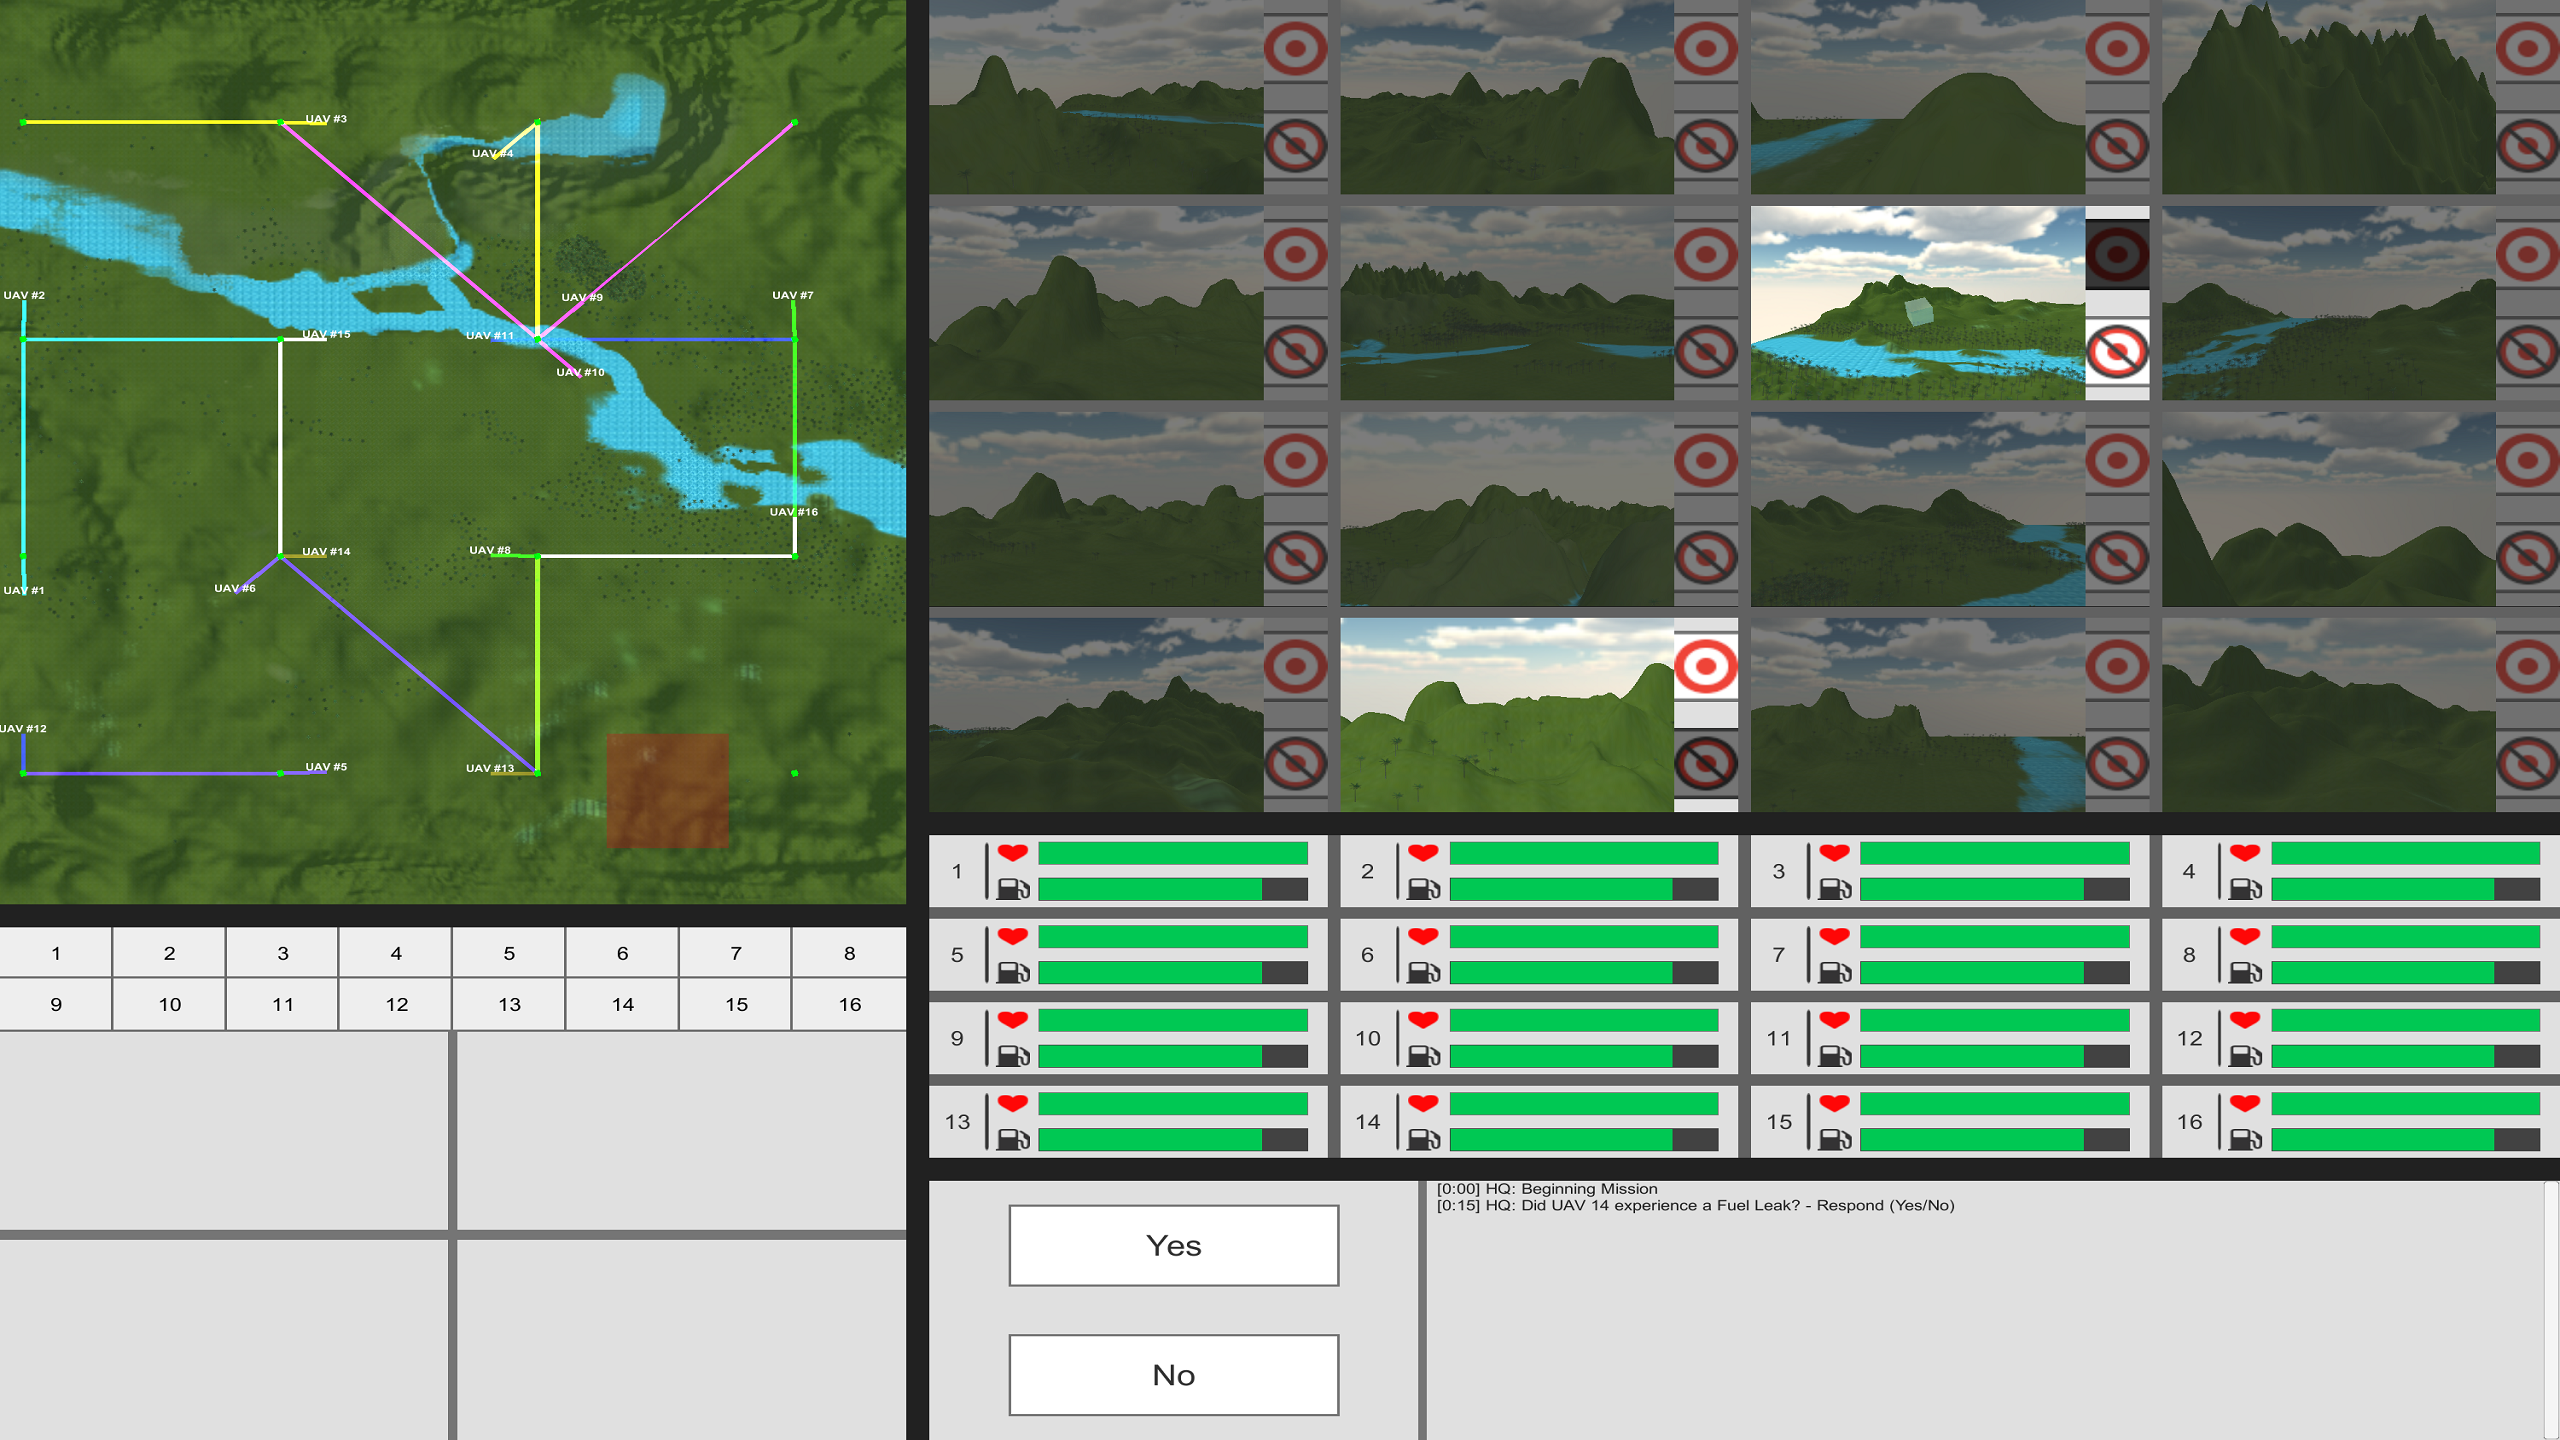 UAV #3
UAV #4
UAV #2
UAV #9
UAV #7
UAV #15
UAV #11
UAV #10
UAV #16
UAV #14
UAV #8
UAV #1
UAV #6
UAV #12
UAV #5
UAV #13
1 2 3 4 5 6 7 8
9 10 11 12 13 14 15 16
1 2 3 4
5 6 7 8
9 10 11 12
13 14 15 16
Yes
No
[0:00] HQ: Beginning Mission
[0:15] HQ: Did UAV 14 experience a Fuel Leak? - Respond (Yes/No)